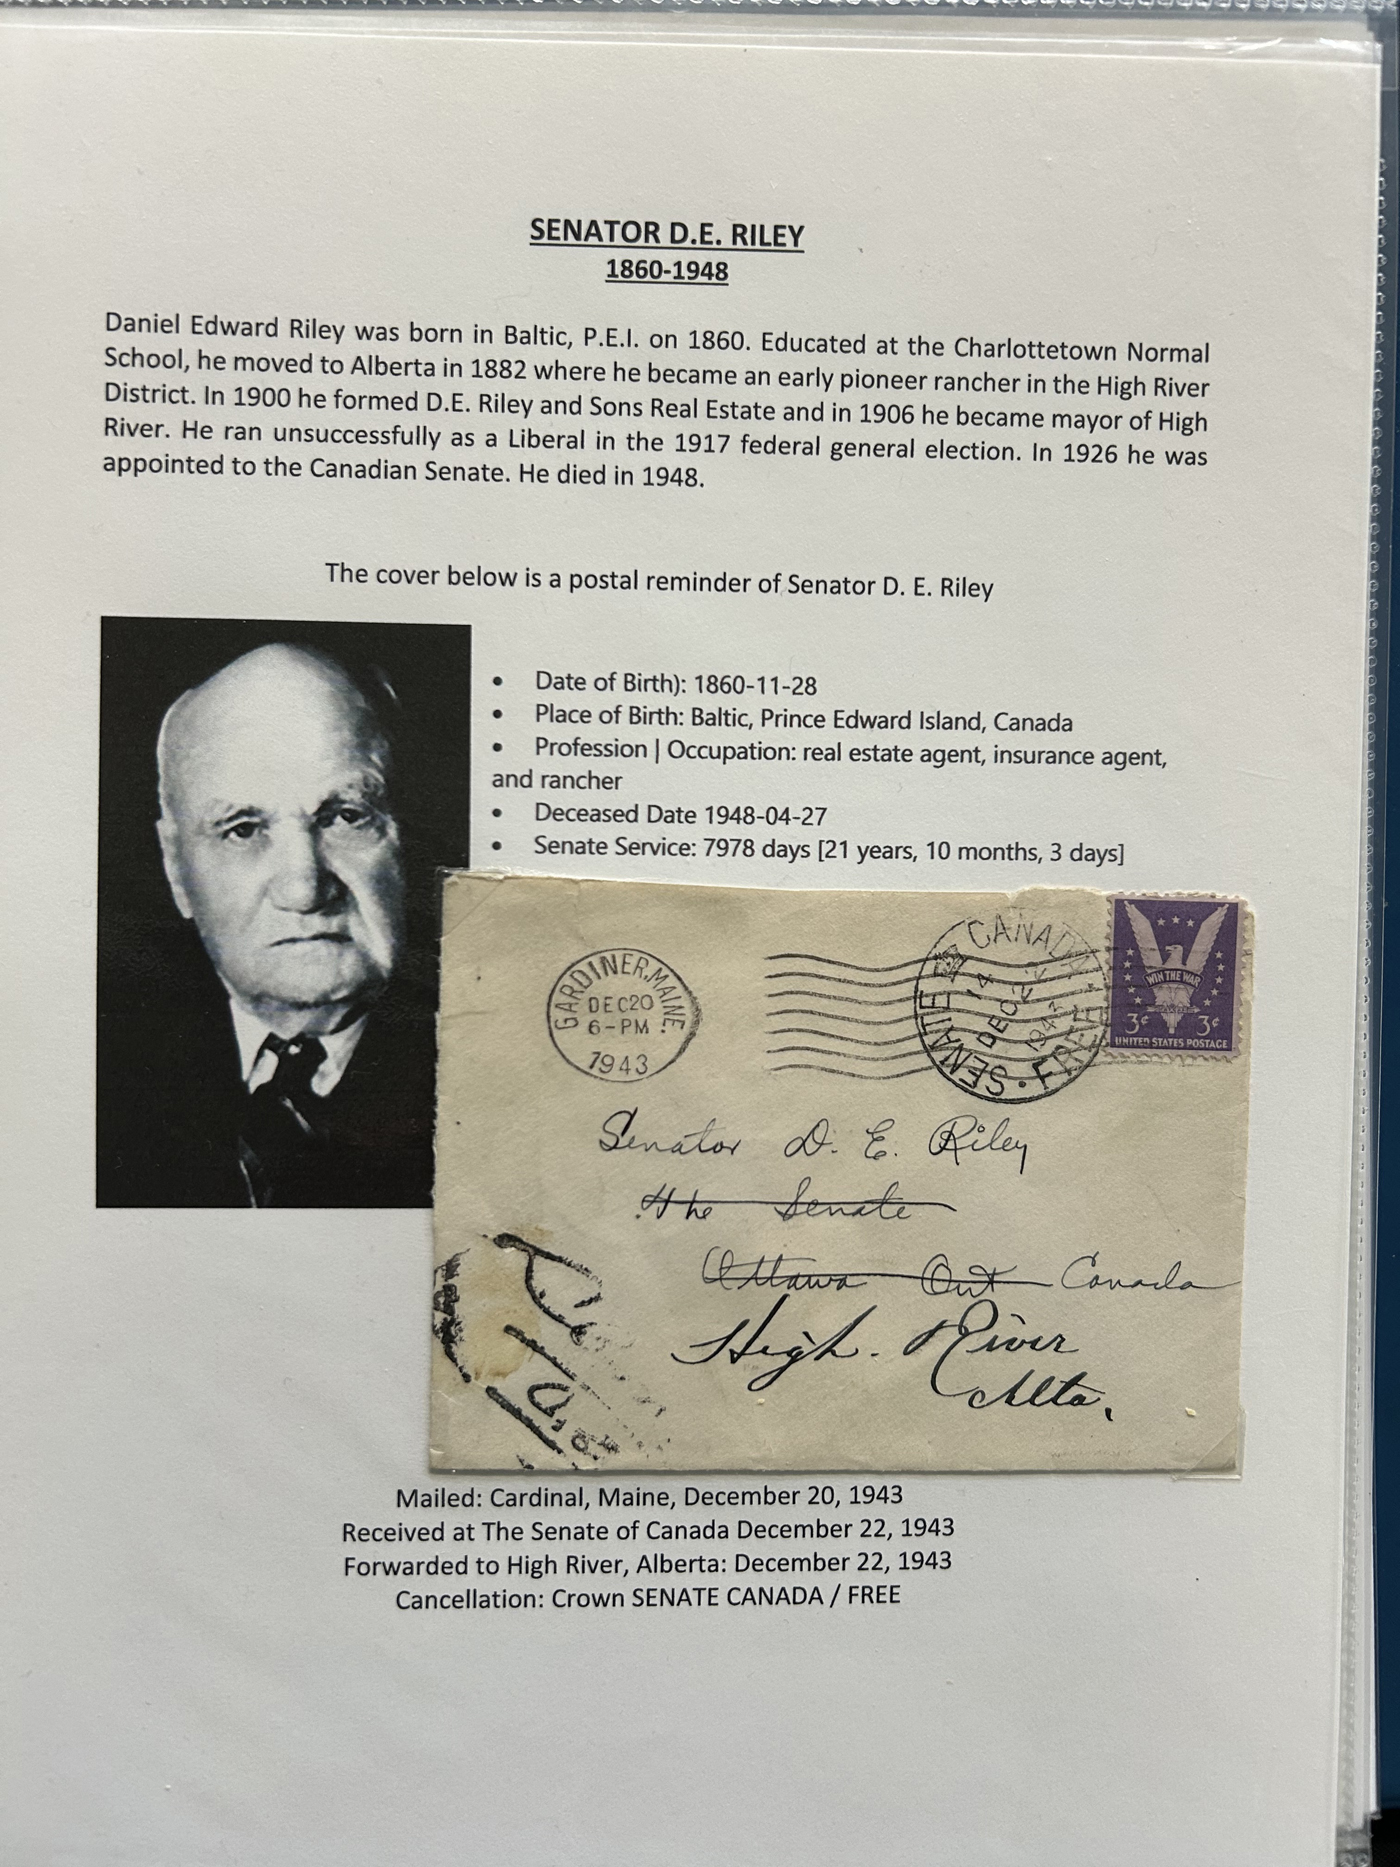 SENATOR D.E. RILEY
1860-1948
Daniel Edward Riley was born in Baltic, P.E.I. on 1860. Educated at the Charlottetown Normal
School, he moved to Alberta in 1882 where he became an early pioneer rancher in the High River
District. In 1900 he formed D.E. Riley and Sons Real Estate and in 1906 he became mayor of High
River. He ran unsuccessfully as a Liberal in the 1917 federal general election. In 1926 he was
appointed to the Canadian Senate. He died in 1948.
The cover below is a postal reminder of Senator D. E. Riley
• Date of Birth): 1860-11-28
• Place of Birth: Baltic, Prince Edward Island, Canada
• Profession | Occupation: real estate agent, insurance agent,
and rancher
• Deceased Date 1948-04-27
• Senate Service: 7978 days [21 years, 10 months, 3 days]
GARDINER, MAINE.
DEC 20
6-PM
1943
SENATE CANADA
14
DEC 22
1943
FREE
WIN THE WAR
3¢ 3¢
UNITED STATES POSTAGE
Senator D. E. Riley
The Senate
Ottawa Ont Canada
High River
Alta.
Mailed: Cardinal, Maine, December 20, 1943
Received at The Senate of Canada December 22, 1943
Forwarded to High River, Alberta: December 22, 1943
Cancellation: Crown SENATE CANADA / FREE